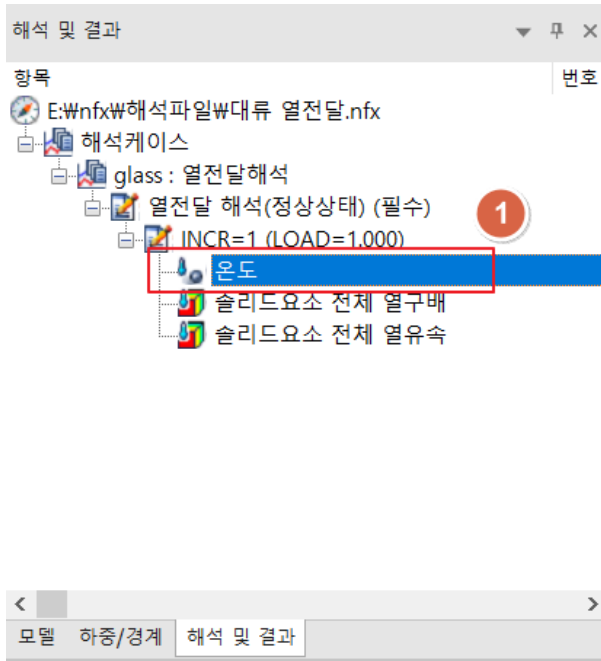 해석 및 결과
항목 번호
E:₩nfx₩해석파일₩대류 열전달.nfx
해석케이스
glass : 열전달해석
열전달 해석(정상상태) (필수)
1
INCR=1 (LOAD=1.000)
온도
솔리드요소 전체 열구배
솔리드요소 전체 열유속
모델 하중/경계 해석 및 결과